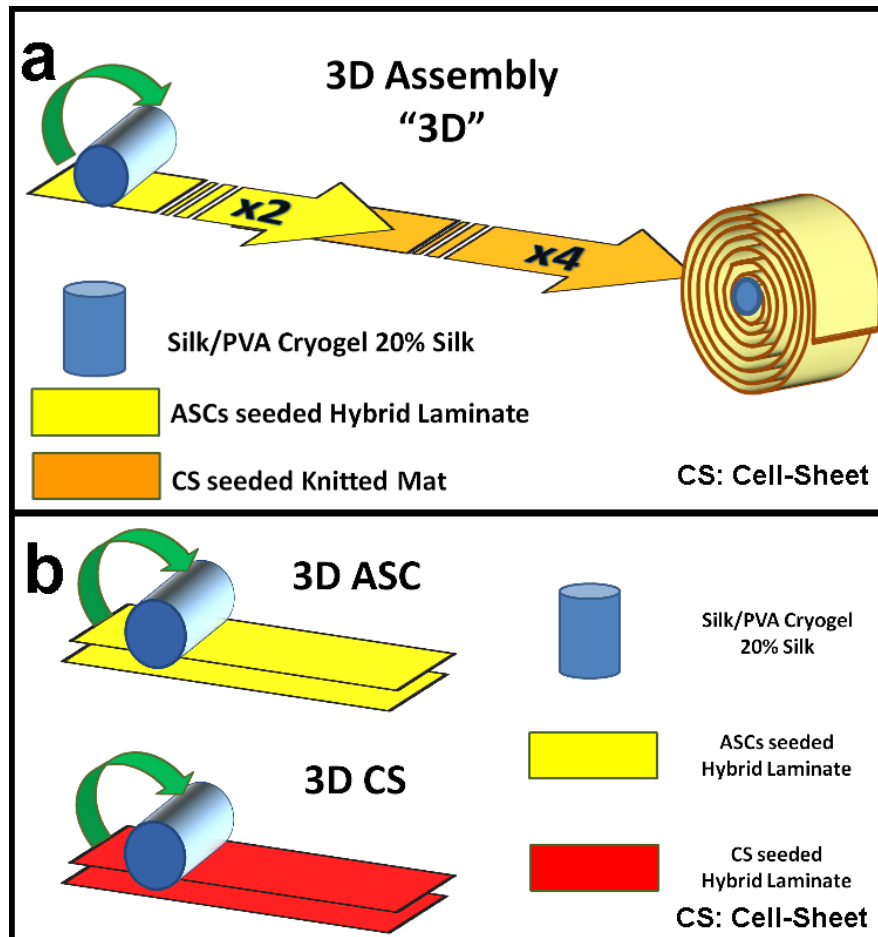 a
3D Assembly
“3D”
x2
x4
Silk/PVA Cryogel 20% Silk
ASCs seeded Hybrid Laminate
CS seeded Knitted Mat
CS: Cell-Sheet
b
3D ASC
Silk/PVA Cryogel
20% Silk
ASCs seeded
Hybrid Laminate
3D CS
CS seeded
Hybrid Laminate
CS: Cell-Sheet